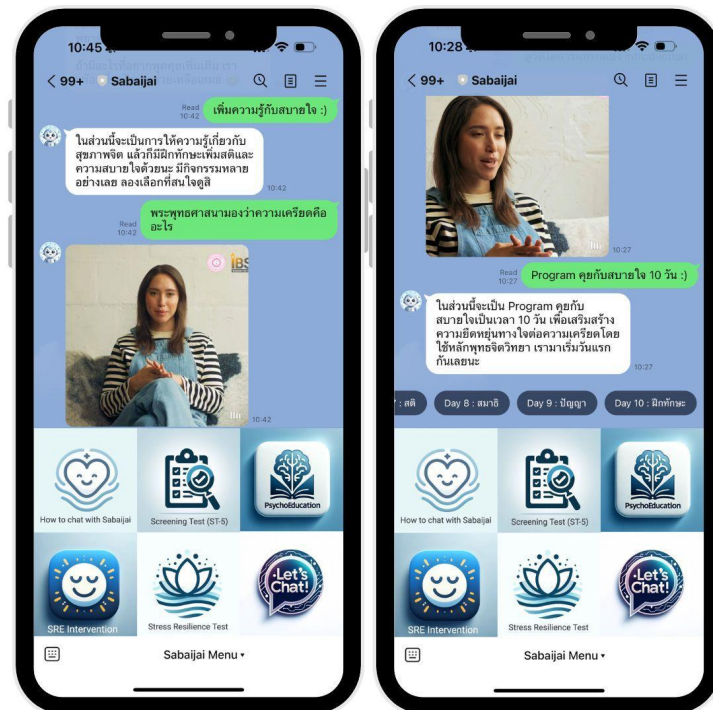 10:45
< 99+ Sabaijai
Read
10:42
เพิ่มความรู้กับสบายใจ :)
ในส่วนนี้จะเป็นการให้ความรู้เกี่ยวกับ
สุขภาพจิต แล้วก็มีฝึกทักษะเพิ่มสติและ
ความสบายใจด้วยนะ มีกิจกรรมหลาย
อย่างเลย ลองเลือกที่สนใจดูสิ
10:42
Read
10:42
พระพุทธศาสนามองว่าความเครียดคือ
อะไร
10:42
How to chat with Sabaijai
Screening Test (ST-5)
PsychoEducation
SRE Intervention
Stress Resilience Test
Let's
Chat!
Sabaijai Menu
10:28
< 99+ Sabaijai
10:27
Read
10:27
Program คุยกับสบายใจ 10 วัน :)
ในส่วนนี้จะเป็น Program คุยกับ
สบายใจเป็นเวลา 10 วัน เพื่อเสริมสร้าง
ความยืดหยุ่นทางใจต่อความเครียดโดย
ใช้หลักพุทธจิตวิทยา เรามาเริ่มวันแรก
กันเลยนะ
10:27
: สติ
Day 8 : สมาธิ
Day 9 : ปัญญา
Day 10 : ฝึกทักษะ
How to chat with Sabaijai
Screening Test (ST-5)
PsychoEducation
SRE Intervention
Stress Resilience Test
Let's
Chat!
Sabaijai Menu